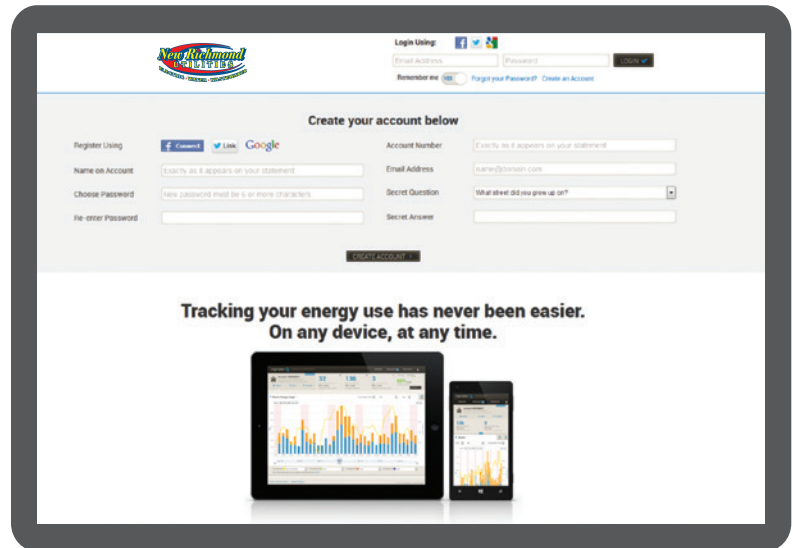 New Richmond
UTILITIES
Login Using:
Email Address Password LOGIN
Remember me YES Forgot your Password? Create an Account
Create your account below
Register Using f Connect Link Google
Account Number Exactly as it appears on your statement
Name on Account Exactly as it appears on your statement
Email Address name@domain.com
Choose Password New password must be 6 or more characters
Secret Question What street did you grow up on?
Re-enter Password
Secret Answer
CREATE ACCOUNT
Tracking your energy use has never been easier.
On any device, at any time.